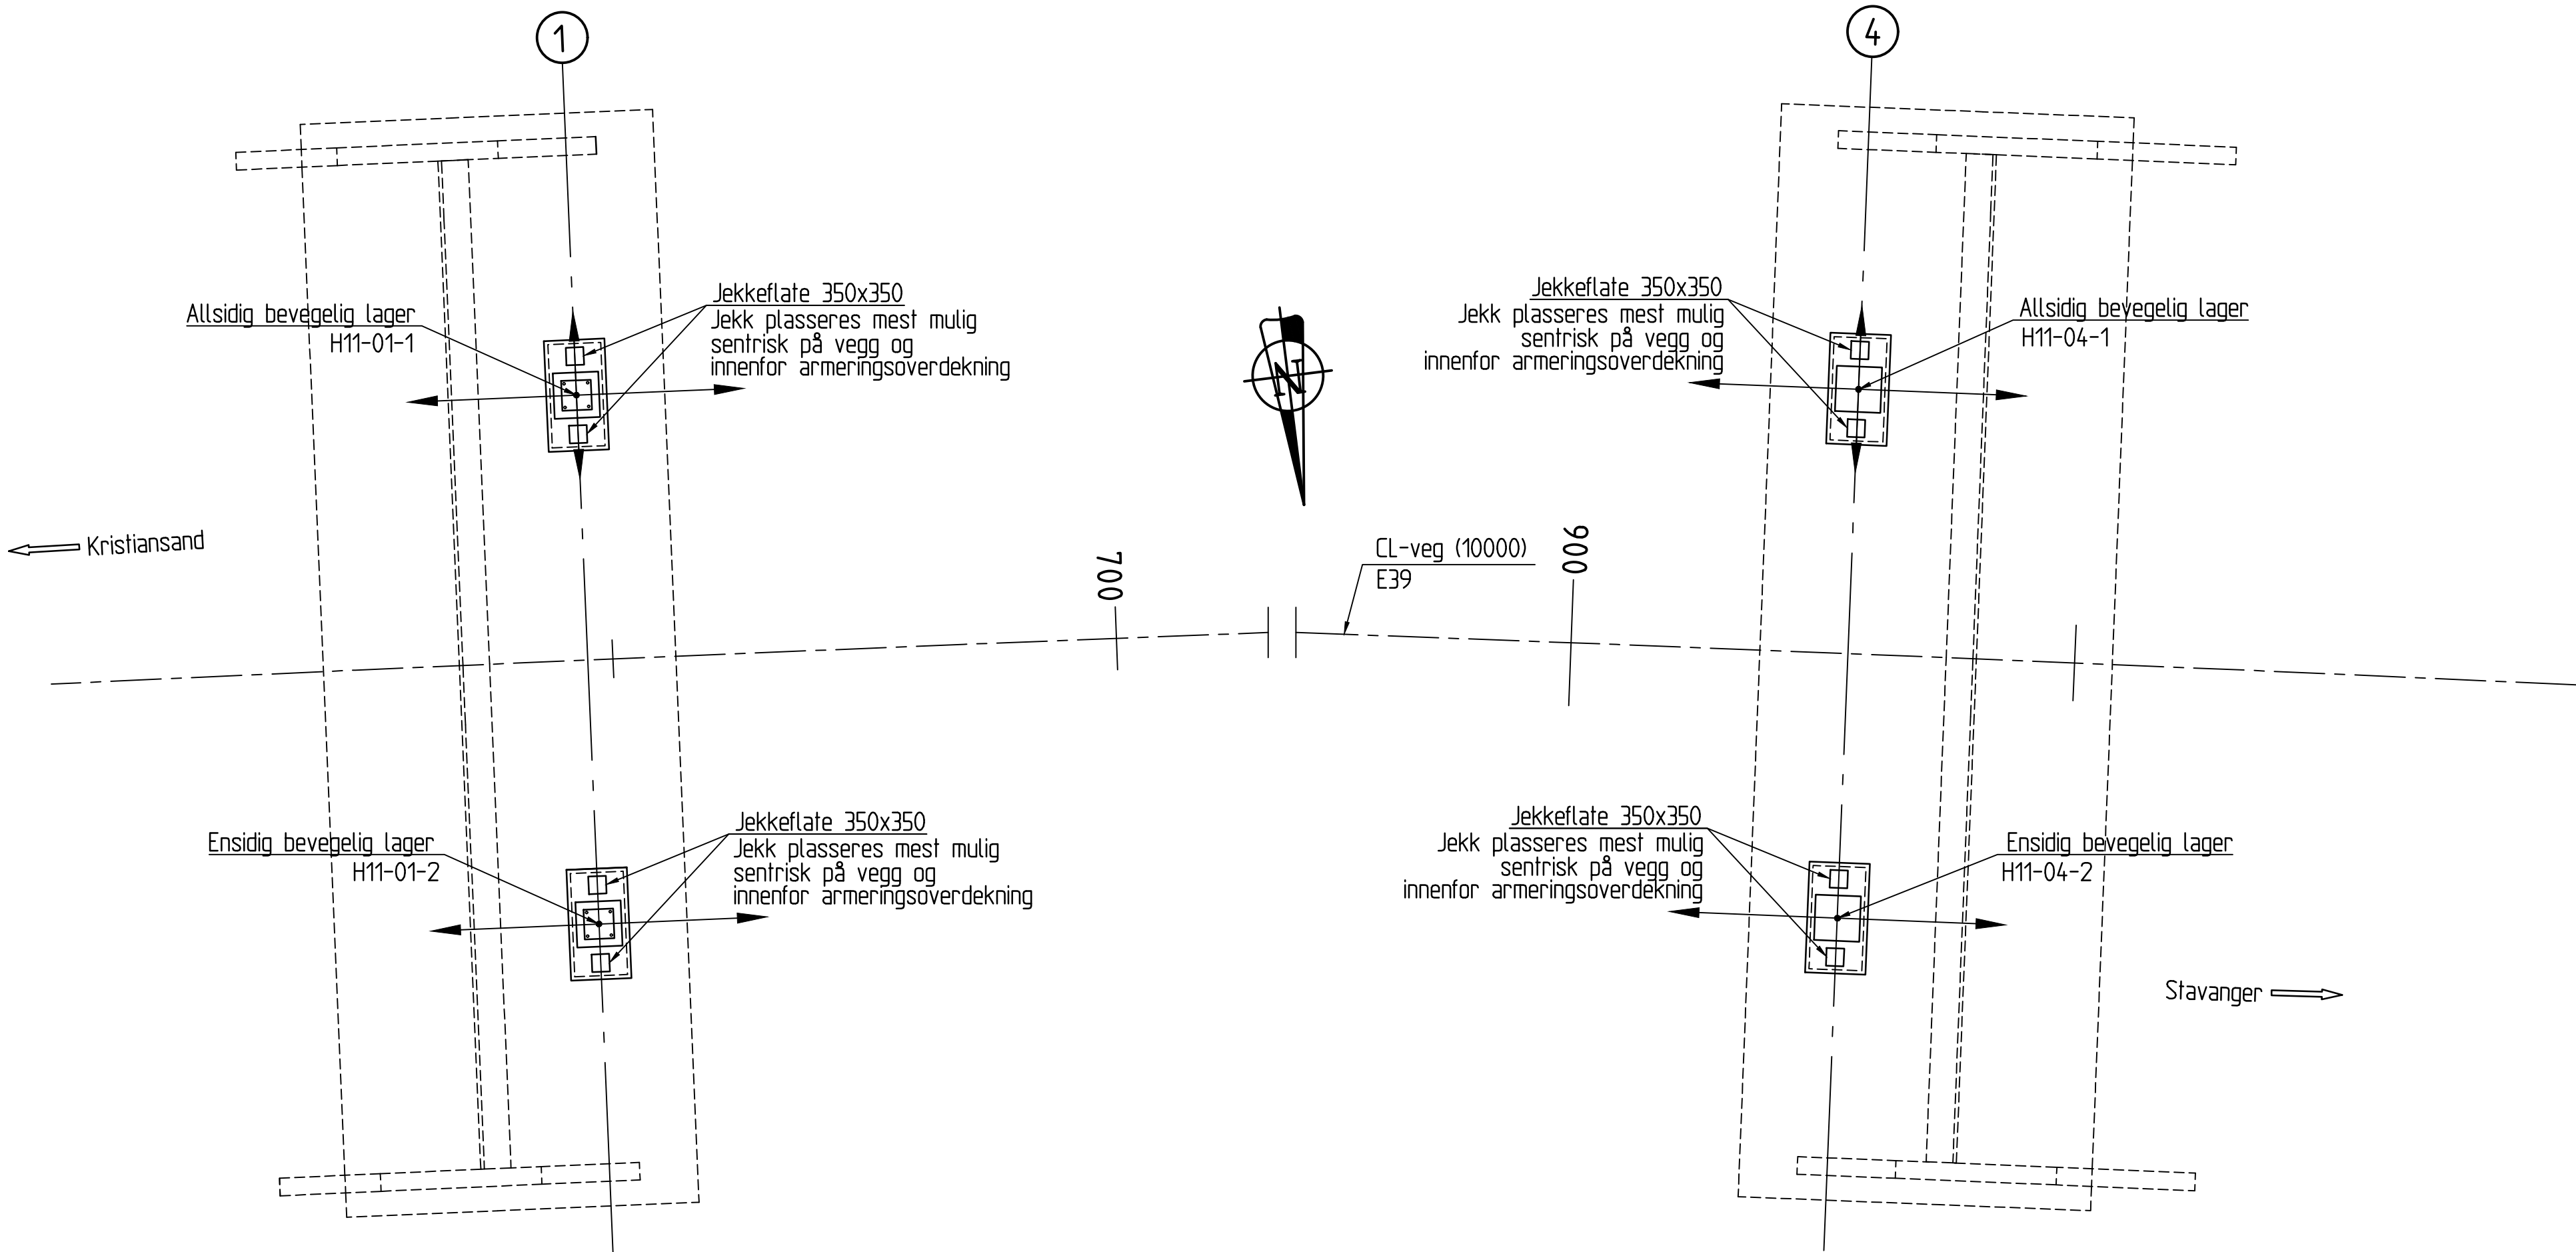 1
4
Allsidig bevegelig lager
H11-01-1
Jekkeflate 350x350
Jekk plasseres mest mulig
sentrisk på vegg og
innenfor armeringsoverdekning
N
Jekkeflate 350x350
Jekk plasseres mest mulig
sentrisk på vegg og
innenfor armeringsoverdekning
Allsidig bevegelig lager
H11-04-1
Kristiansand
700
CL-veg (10000)
E39
900
Ensidig bevegelig lager
H11-01-2
Jekkeflate 350x350
Jekk plasseres mest mulig
sentrisk på vegg og
innenfor armeringsoverdekning
Jekkeflate 350x350
Jekk plasseres mest mulig
sentrisk på vegg og
innenfor armeringsoverdekning
Ensidig bevegelig lager
H11-04-2
Stavanger